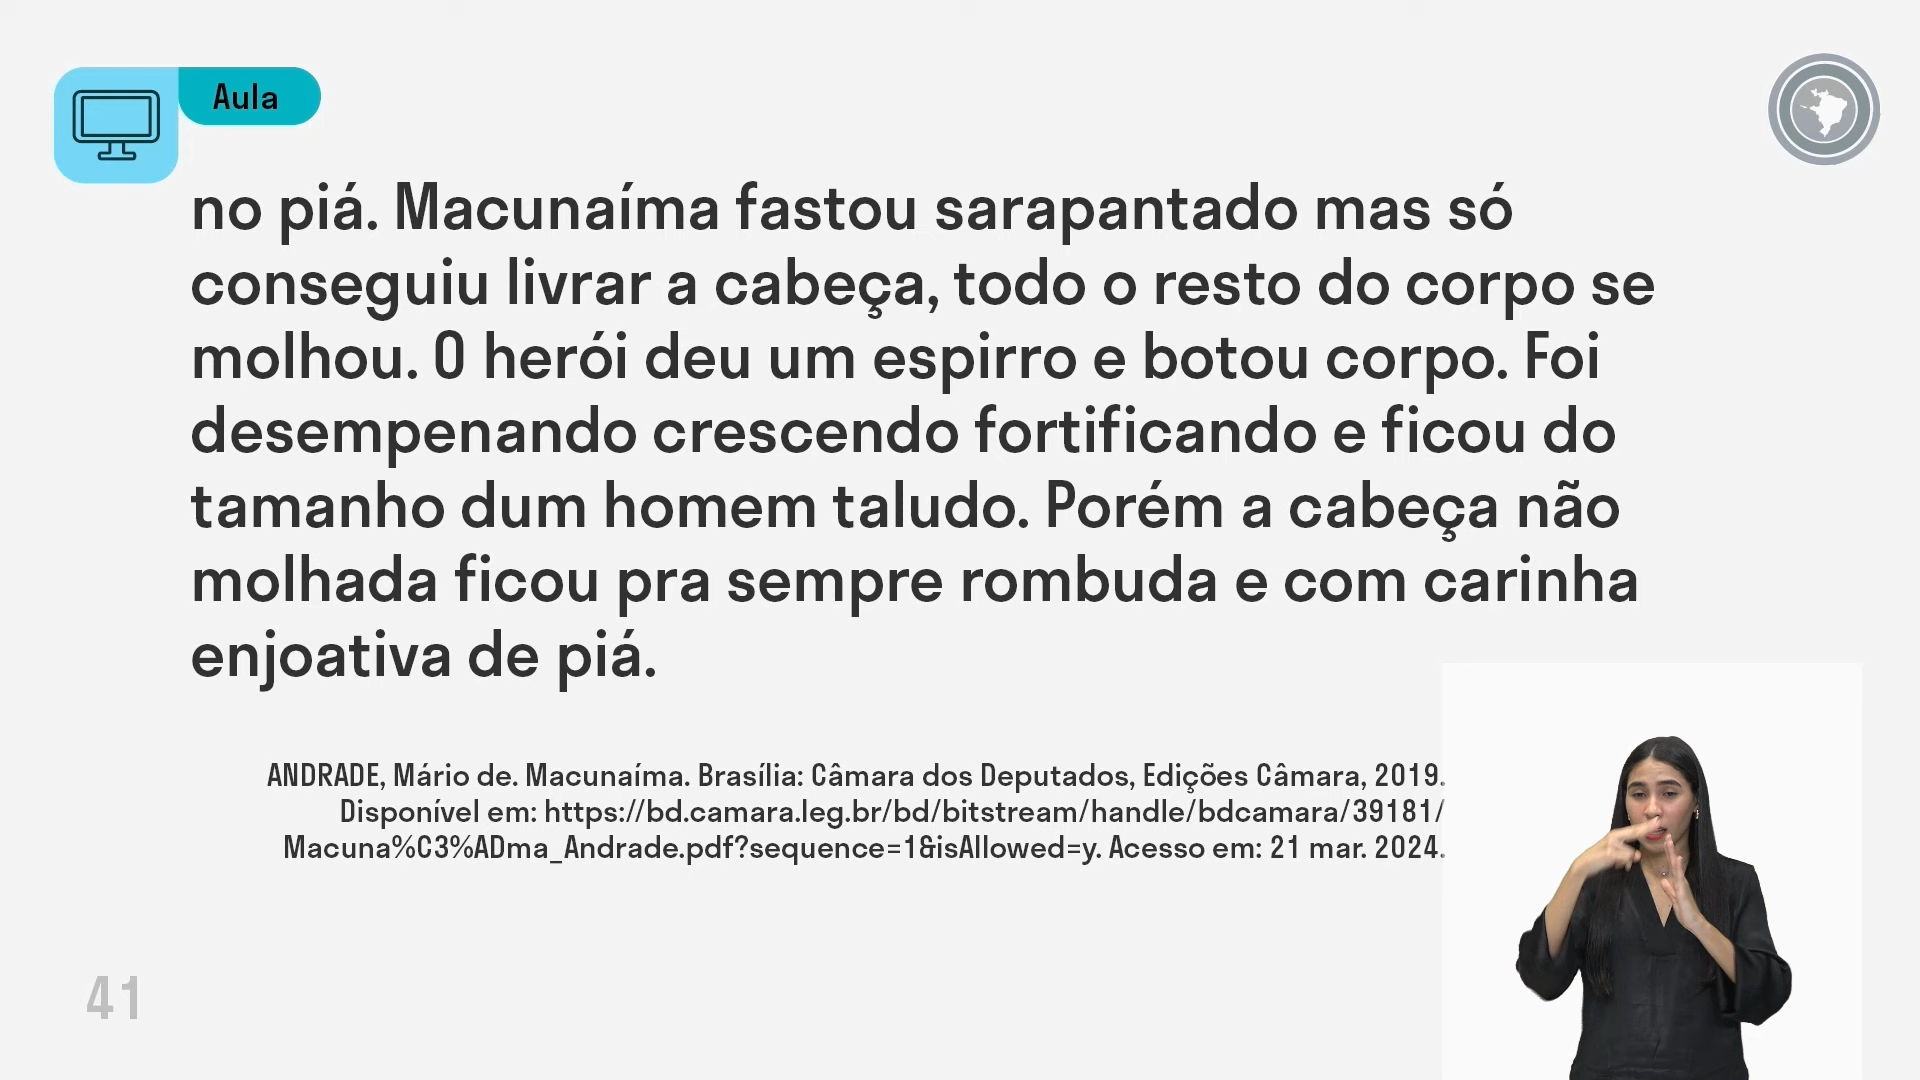 Aula
no piá. Macunaíma fastou sarapantado mas só
conseguiu livrar a cabeça, todo o resto do corpo se
molhou. O herói deu um espirro e botou corpo. Foi
desempenando crescendo fortificando e ficou do
tamanho dum homem taludo. Porém a cabeça não
molhada ficou pra sempre rombuda e com carinha
enjoativa de piá.
ANDRADE, Mário de. Macunaíma. Brasília: Câmara dos Deputados, Edições Câmara, 2019.
Disponível em: https://bd.camara.leg.br/bd/bitstream/handle/bdcamara/39181/
Macuna%C3%ADma_Andrade.pdf?sequence=1&isAllowed=y. Acesso em: 21 mar. 2024.
41